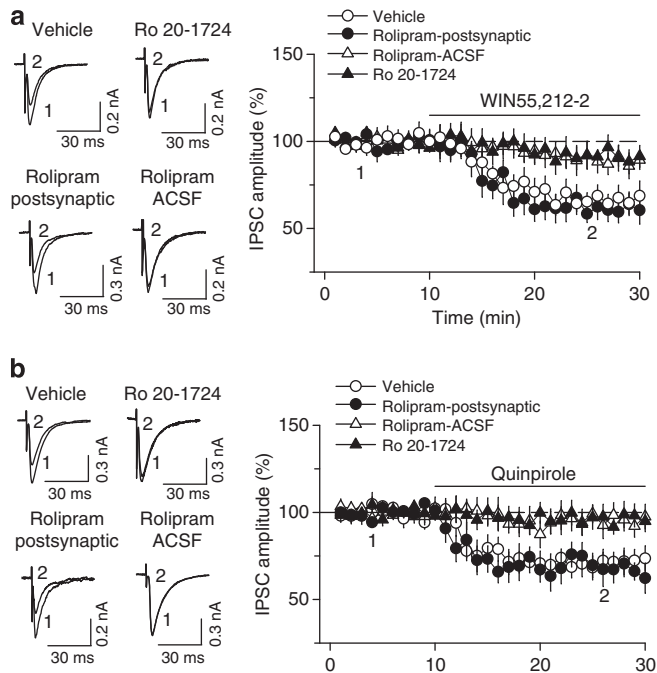 a
Vehicle
2
1
0.2 nA
30 ms
Ro 20-1724
2
1
0.2 nA
30 ms
Rolipram
postsynaptic
2
1
0.3 nA
30 ms
Rolipram
ACSF
2
1
0.2 nA
30 ms
Vehicle
Rolipram-postsynaptic
Rolipram-ACSF
Ro 20-1724
WIN55,212-2
IPSC amplitude (%)
150
100
50
1
2
0
10
20
30
Time (min)
b
Vehicle
2
1
0.3 nA
30 ms
Ro 20-1724
2
1
0.3 nA
30 ms
Rolipram
postsynaptic
2
1
0.2 nA
30 ms
Rolipram
ACSF
2
1
0.3 nA
30 ms
Vehicle
Rolipram-postsynaptic
Rolipram-ACSF
Ro 20-1724
Quinpirole
IPSC amplitude (%)
150
100
50
1
2
0
10
20
30